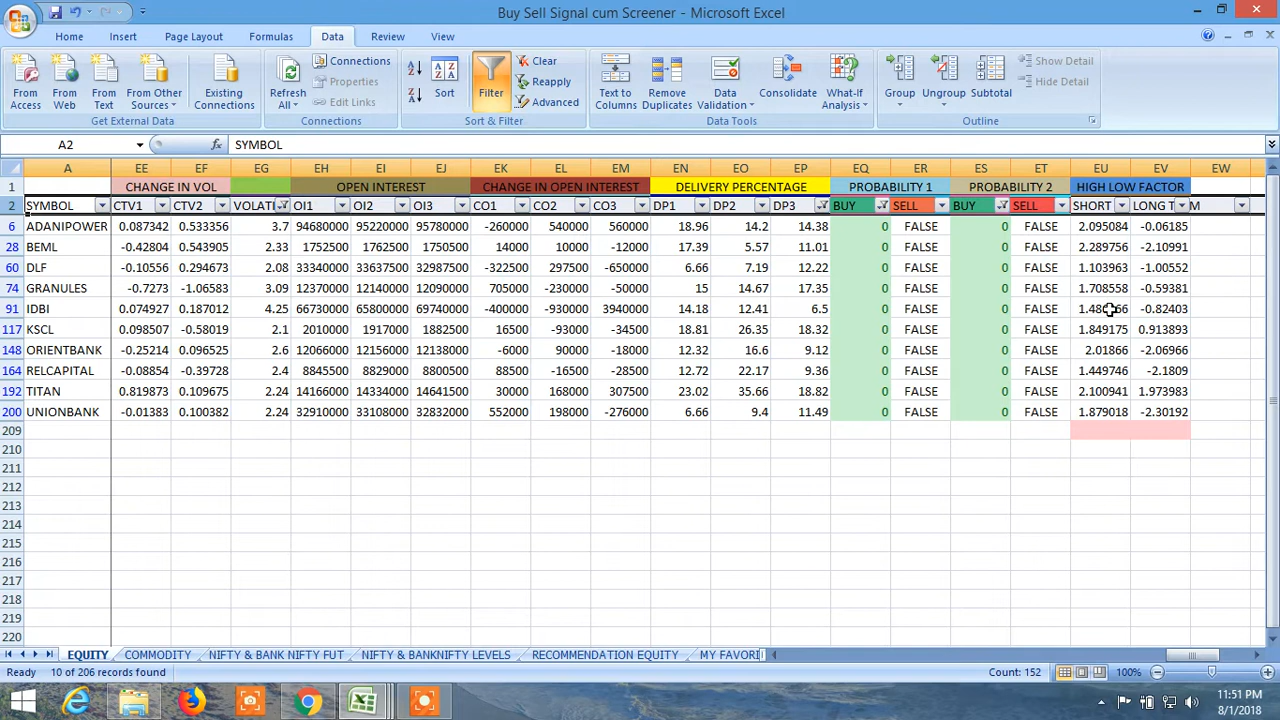 Buy Sell Signal cum Screener - Microsoft Excel
Home Insert Page Layout Formulas Data Review View
From Access From Web From Text From Other Sources Existing Connections Refresh All Connections Properties Edit Links Sort Filter Clear Reapply Advanced Text to Columns Remove Duplicates Data Validation Consolidate What-If Analysis Group Ungroup Subtotal Show Detail Hide Detail
Get External Data Connections Sort & Filter Data Tools Outline
A2 fx SYMBOL
A EE EF EG EH EI EJ EK EL EM EN EO EP EQ ER ES ET EU EV EW
1 CHANGE IN VOL OPEN INTEREST CHANGE IN OPEN INTEREST DELIVERY PERCENTAGE PROBABILITY 1 PROBABILITY 2 HIGH LOW FACTOR
2 SYMBOL CTV1 CTV2 VOLATI OI1 OI2 OI3 CO1 CO2 CO3 DP1 DP2 DP3 BUY SELL BUY SELL SHORT LONG T M
6 ADANIPOWER 0.087342 0.533356 3.7 94680000 95220000 95780000 -260000 540000 560000 18.96 14.2 14.38 0 FALSE 0 FALSE 2.095084 -0.06185
28 BEML -0.42804 0.543905 2.33 1752500 1762500 1750500 14000 10000 -12000 17.39 5.57 11.01 0 FALSE 0 FALSE 2.289756 -2.10991
60 DLF -0.10556 0.294673 2.08 33340000 33637500 32987500 -322500 297500 -650000 6.66 7.19 12.22 0 FALSE 0 FALSE 1.103963 -1.00552
74 GRANULES -0.7273 -1.06583 3.09 12370000 12140000 12090000 705000 -230000 -50000 15 14.67 17.35 0 FALSE 0 FALSE 1.708558 -0.59381
91 IDBI 0.074927 0.187012 4.25 66730000 65800000 69740000 -400000 -930000 3940000 14.18 12.41 6.5 0 FALSE 0 FALSE -0.82403
117 KSCL 0.098507 -0.58019 2.1 2010000 1917000 1882500 16500 -93000 -34500 18.81 26.35 18.32 0 FALSE 0 FALSE 1.849175 0.913893
148 ORIENTBANK -0.25214 0.096525 2.6 12066000 12156000 12138000 -6000 90000 -18000 12.32 16.6 9.12 0 FALSE 0 FALSE 2.01866 -2.06966
164 RELCAPITAL -0.08854 -0.39728 2.4 8845500 8829000 8800500 88500 -16500 -28500 12.72 22.17 9.36 0 FALSE 0 FALSE 1.449746 -2.1809
192 TITAN 0.819873 0.109675 2.24 14166000 14334000 14641500 30000 168000 307500 23.02 35.66 18.82 0 FALSE 0 FALSE 2.100941 1.973983
200 UNIONBANK -0.01383 0.100382 2.24 32910000 33108000 32832000 552000 198000 -276000 6.66 9.4 11.49 0 FALSE 0 FALSE 1.879018 -2.30192
209
210
211
212
213
214
215
216
217
218
219
220
EQUITY COMMODITY NIFTY & BANK NIFTY FUT NIFTY & BANKNIFTY LEVELS RECOMMENDATION EQUITY MY FAVORI
Ready 10 of 206 records found Count: 152 100%
11:51 PM
8/1/2018